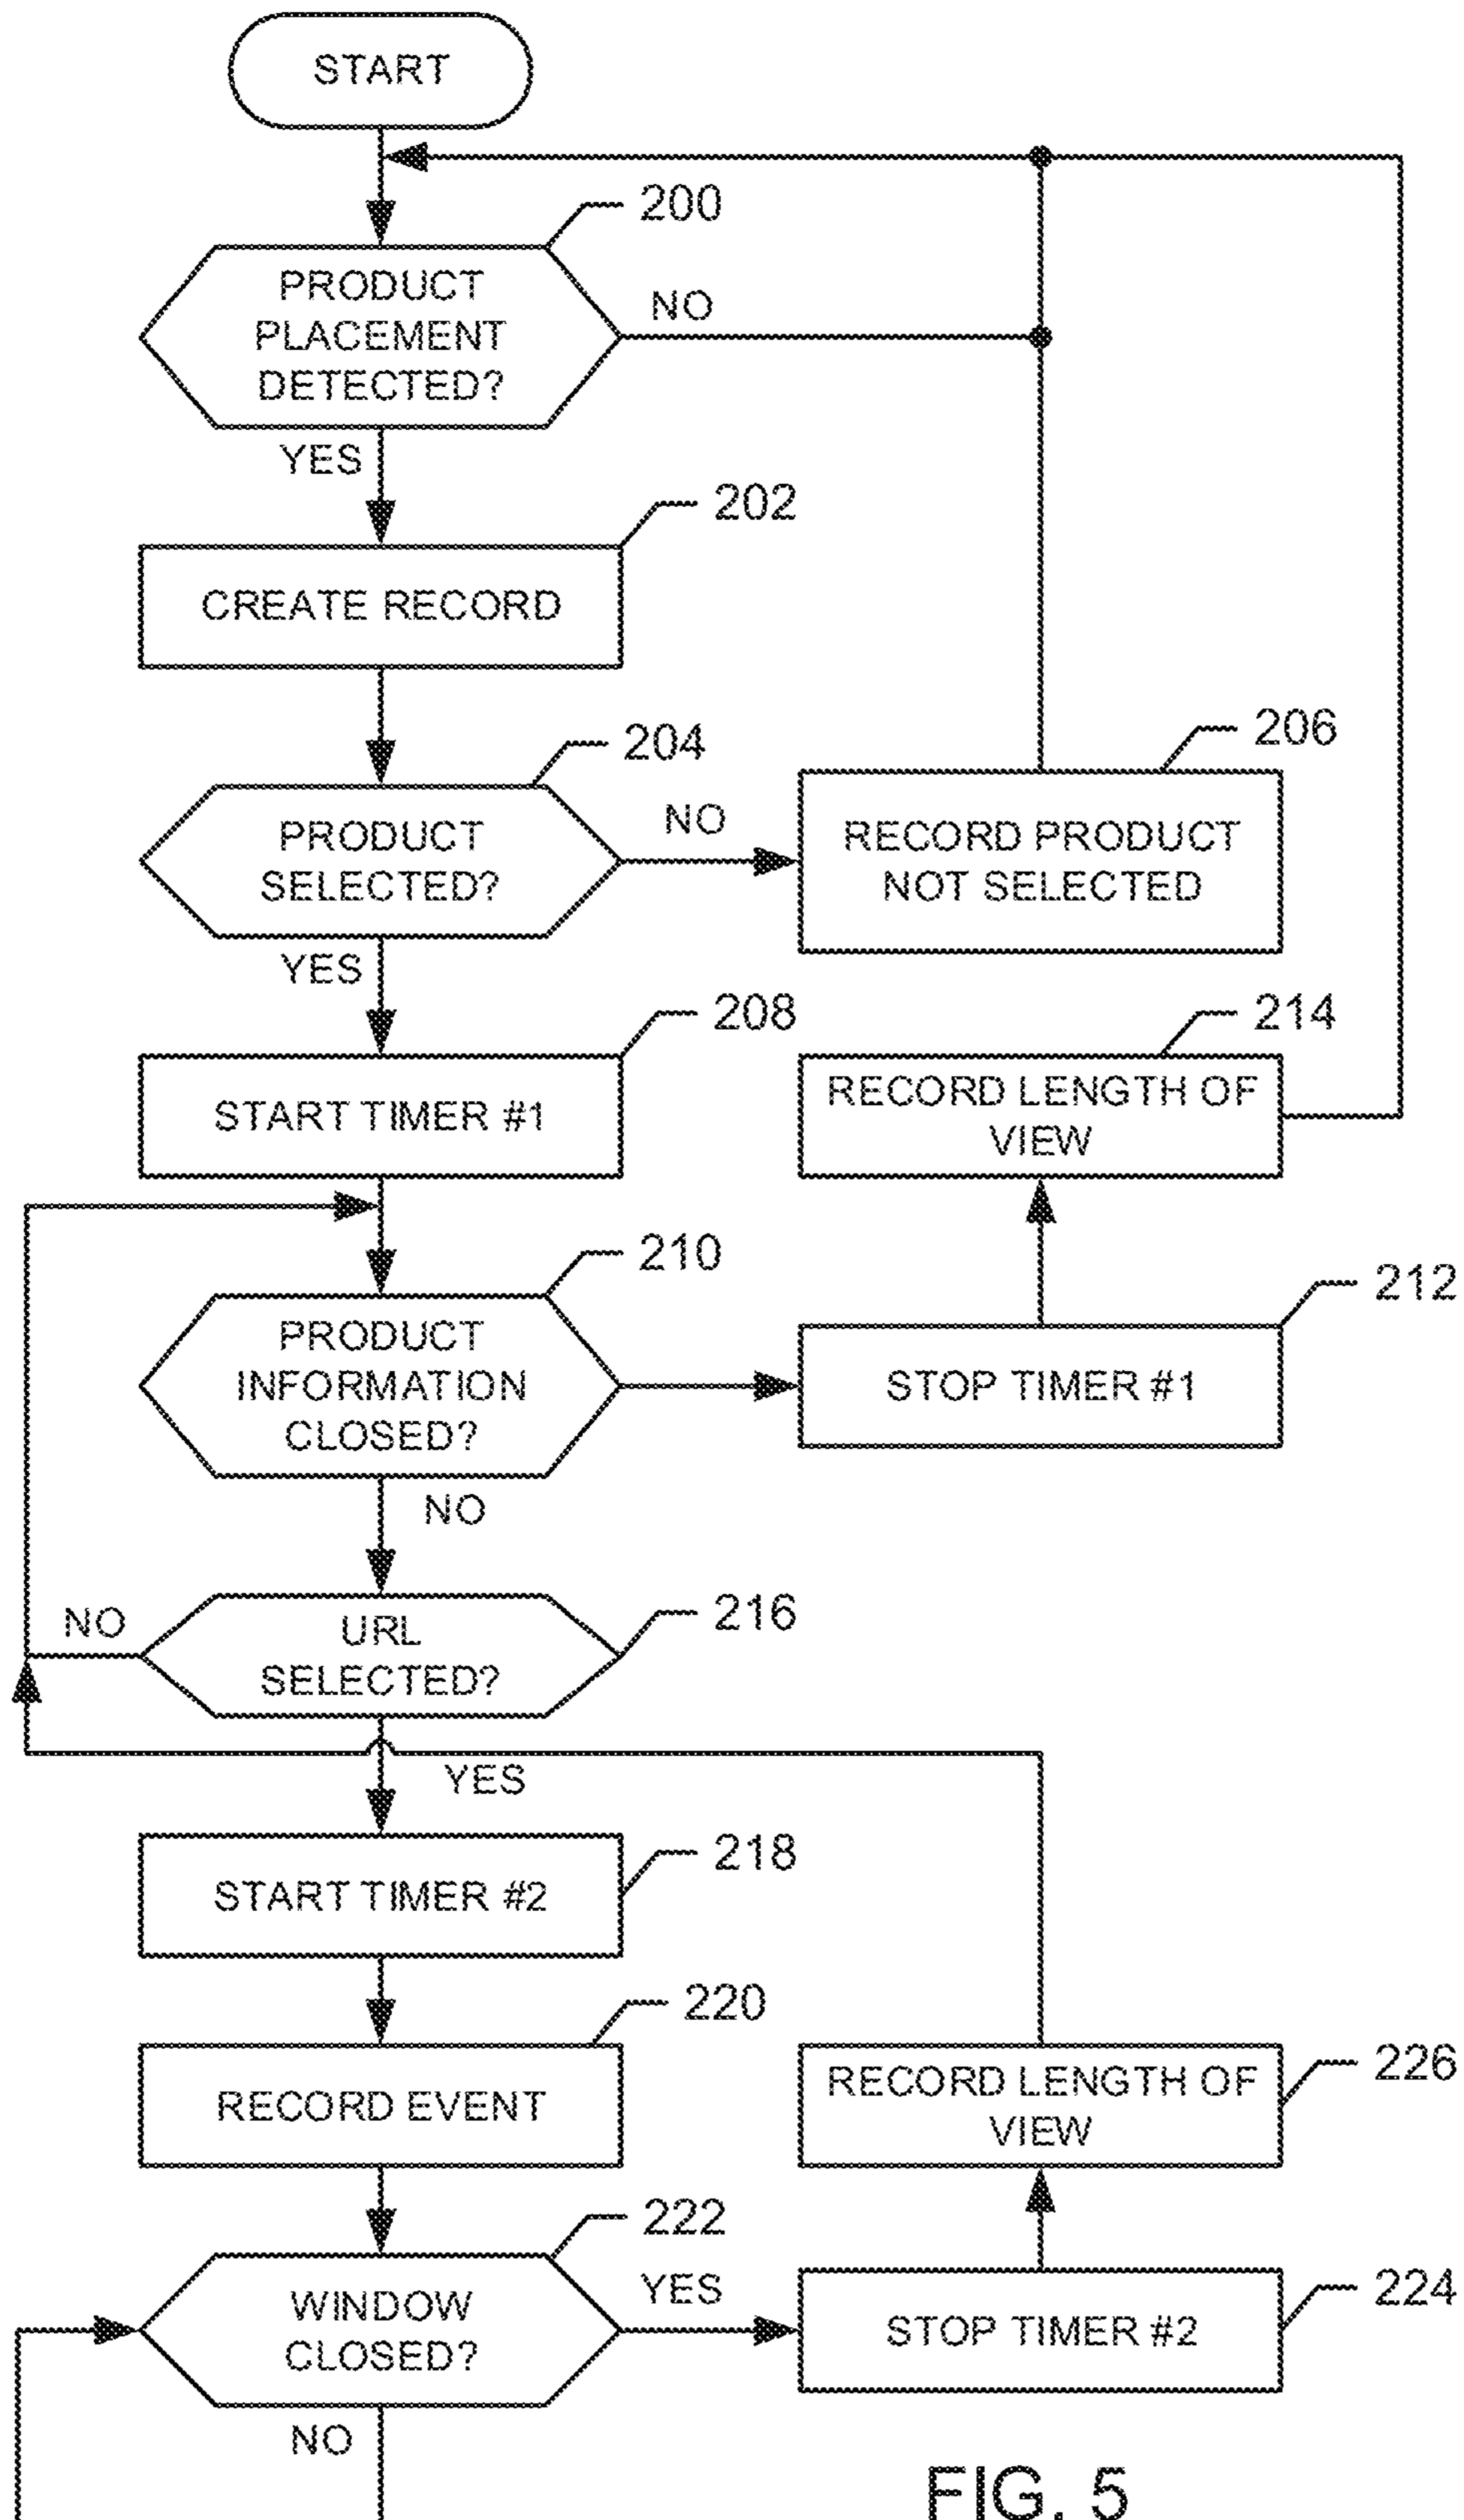 START
200
PRODUCT
PLACEMENT
DETECTED?
NO
YES
202
CREATE RECORD
204
PRODUCT
SELECTED?
NO
206
RECORD PRODUCT
NOT SELECTED
YES
208
START TIMER #1
214
RECORD LENGTH OF
VIEW
210
PRODUCT
INFORMATION
CLOSED?
212
STOP TIMER #1
NO
216
URL
SELECTED?
NO
YES
218
START TIMER #2
220
RECORD EVENT
226
RECORD LENGTH OF
VIEW
222
WINDOW
CLOSED?
YES
224
STOP TIMER #2
NO
FIG. 5